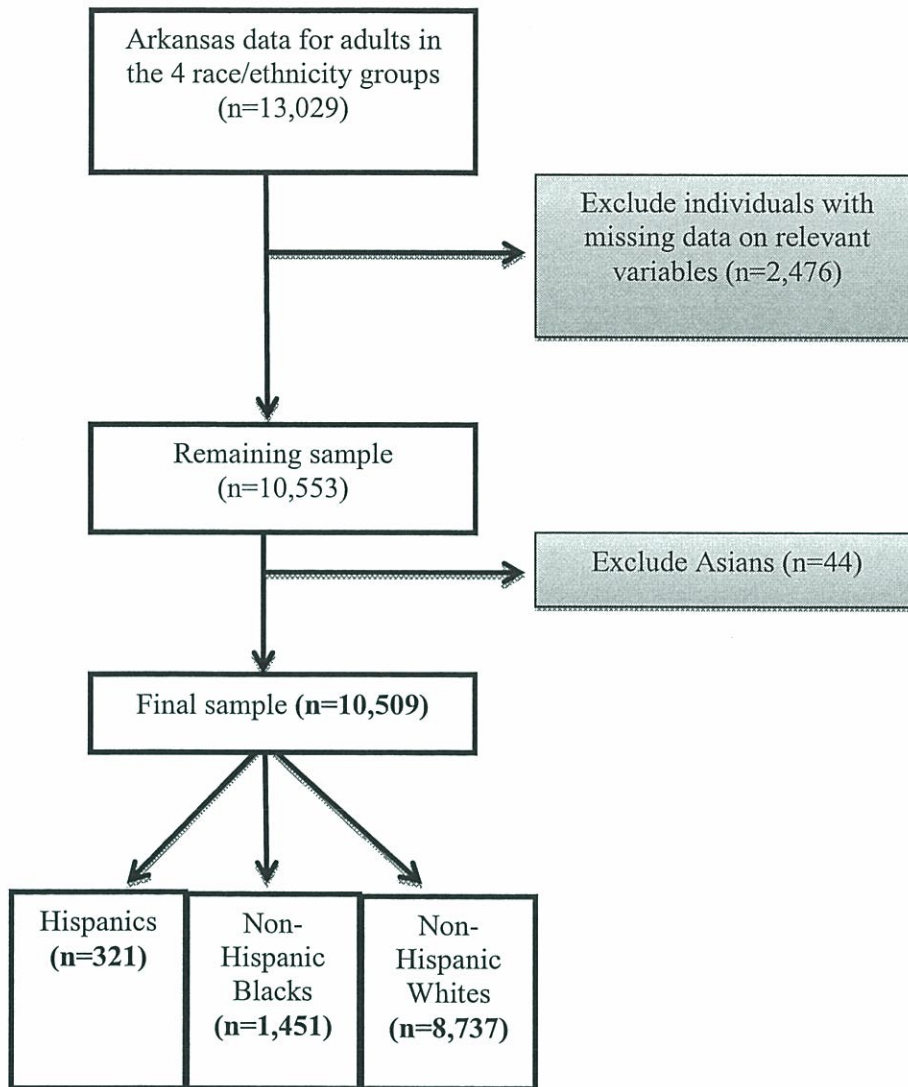 Arkansas data for adults in
the 4 race/ethnicity groups
(n=13,029)
Exclude individuals with
missing data on relevant
variables (n=2,476)
Remaining sample
(n=10,553)
Exclude Asians (n=44)
Final sample (n=10,509)
Hispanics
(n=321)
Non-
Hispanic
Blacks
(n=1,451)
Non-
Hispanic
Whites
(n=8,737)